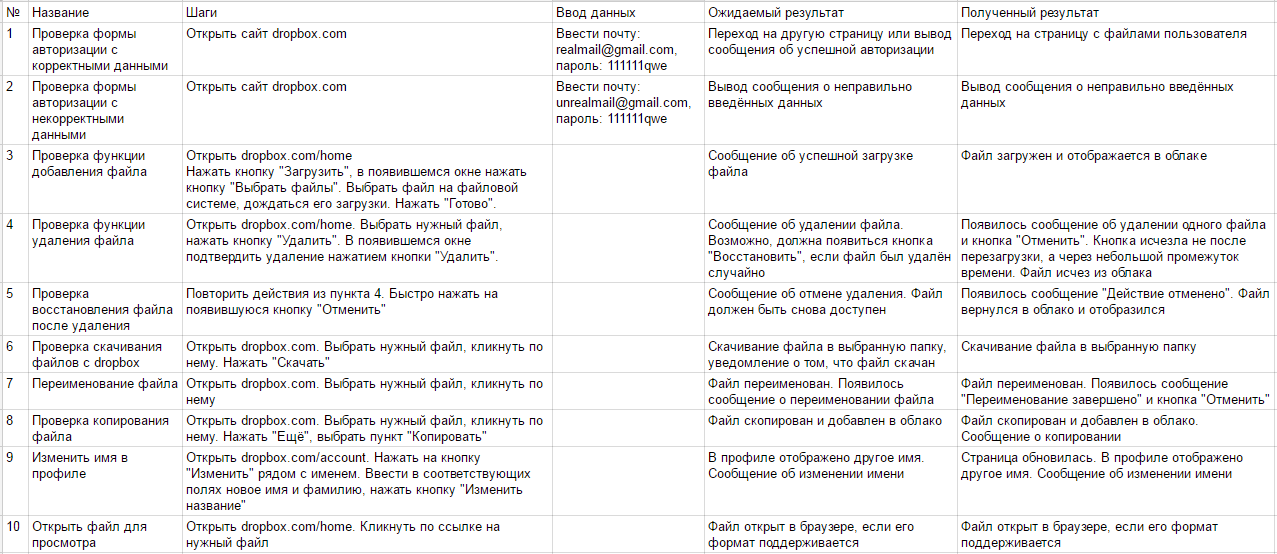 № Название Шаги Ввод данных Ожидаемый результат Полученный результат
1 Проверка формы Открыть сайт dropbox.com Ввести почту: Переход на другую страницу или вывод Переход на страницу с файлами пользователя
авторизации с realmail@gmail.com, сообщения об успешной авторизации
корректными данными пароль: 111111qwe
2 Проверка формы Открыть сайт dropbox.com Ввести почту: Вывод сообщения о неправильно Вывод сообщения о неправильно введённых
авторизации с unrealmail@gmail.com, введённых данных данных
некорректными пароль: 111111qwe
данными
3 Проверка функции Открыть dropbox.com/home Сообщение об успешной загрузке Файл загружен и отображается в облаке
добавления файла Нажать кнопку "Загрузить", в появившемся окне нажать файла
кнопку "Выбрать файлы". Выбрать файл на файловой
системе, дождаться его загрузки. Нажать "Готово".
4 Проверка функции Открыть dropbox.com/home. Выбрать нужный файл, Сообщение об удалении файла. Появилось сообщение об удалении одного файла
удаления файла нажать кнопку "Удалить". В появившемся окне Возможно, должна появиться кнопка и кнопка "Отменить". Кнопка исчезла не после
подтвердить удаление нажатием кнопки "Удалить". "Восстановить", если файл был удалён перезагрузки, а через небольшой промежуток
случайно времени. Файл исчез из облака
5 Проверка Повторить действия из пункта 4. Быстро нажать на Сообщение об отмене удаления. Файл Появилось сообщение "Действие отменено". Файл
восстановления файла появившуюся кнопку "Отменить" должен быть снова доступен вернулся в облако и отобразился
после удаления
6 Проверка скачивания Открыть dropbox.com. Выбрать нужный файл, кликнуть по Скачивание файла в выбранную папку, Скачивание файла в выбранную папку
файлов с dropbox нему. Нажать "Скачать" уведомление о том, что файл скачан
7 Переименование файла Открыть dropbox.com. Выбрать нужный файл, кликнуть по Файл переименован. Появилось Файл переименован. Появилось сообщение
нему сообщение о переименовании файла "Переименование завершено" и кнопка "Отменить"
8 Проверка копирования Открыть dropbox.com. Выбрать нужный файл, кликнуть по Файл скопирован и добавлен в облако Файл скопирован и добавлен в облако.
файла нему. Нажать "Ещё", выбрать пункт "Копировать" Сообщение о копировании
9 Изменить имя в Открыть dropbox.com/account. Нажать на кнопку В профиле отображено другое имя. Страница обновилась. В профиле отображено
профиле "Изменить" рядом с именем. Ввести в соответствующих Сообщение об изменении имени другое имя. Сообщение об изменении имени
полях новое имя и фамилию, нажать кнопку "Изменить
название"
10 Открыть файл для Открыть dropbox.com/home. Кликнуть по ссылке на Файл открыт в браузере, если его Файл открыт в браузере, если его формат
просмотра нужный файл формат поддерживается поддерживается